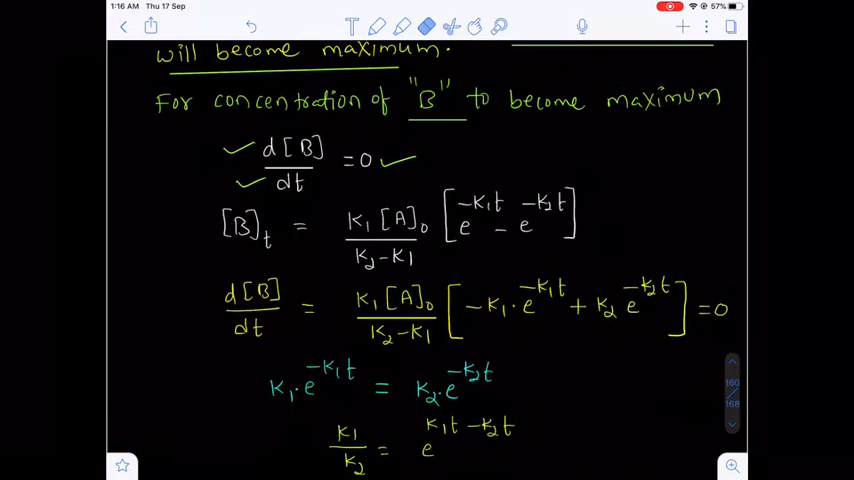 1:16 AM Thu 17 Sep 57%
will become maximum.
For concentration of "B" to become maximum
d[B]/dt = 0
[B]t = K1[A]0/K2-K1 [e^-K1t - e^-K2t]
d[B]/dt = K1[A]0/K2-K1 [-K1·e^-K1t + K2 e^-K2t] = 0
K1·e^-K1t = K2·e^-K2t
K1/K2 = e^K1t-K2t
160
168